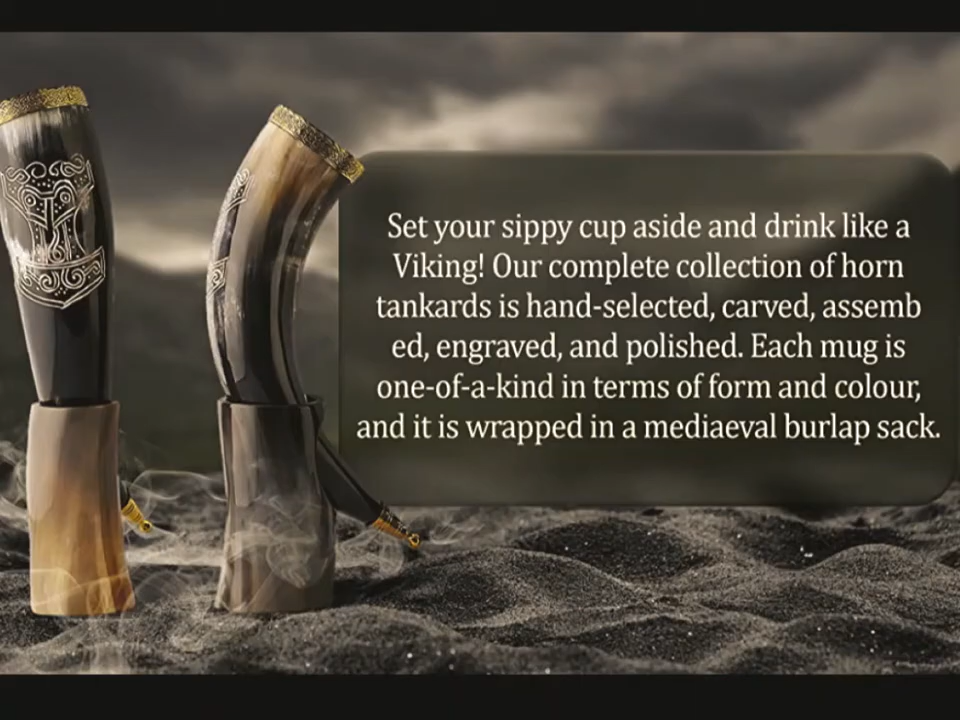 Set your sippy cup aside and drink like a
Viking! Our complete collection of horn
tankards is hand-selected, carved, assemb
ed, engraved, and polished. Each mug is
one-of-a-kind in terms of form and colour,
and it is wrapped in a mediaeval burlap sack.